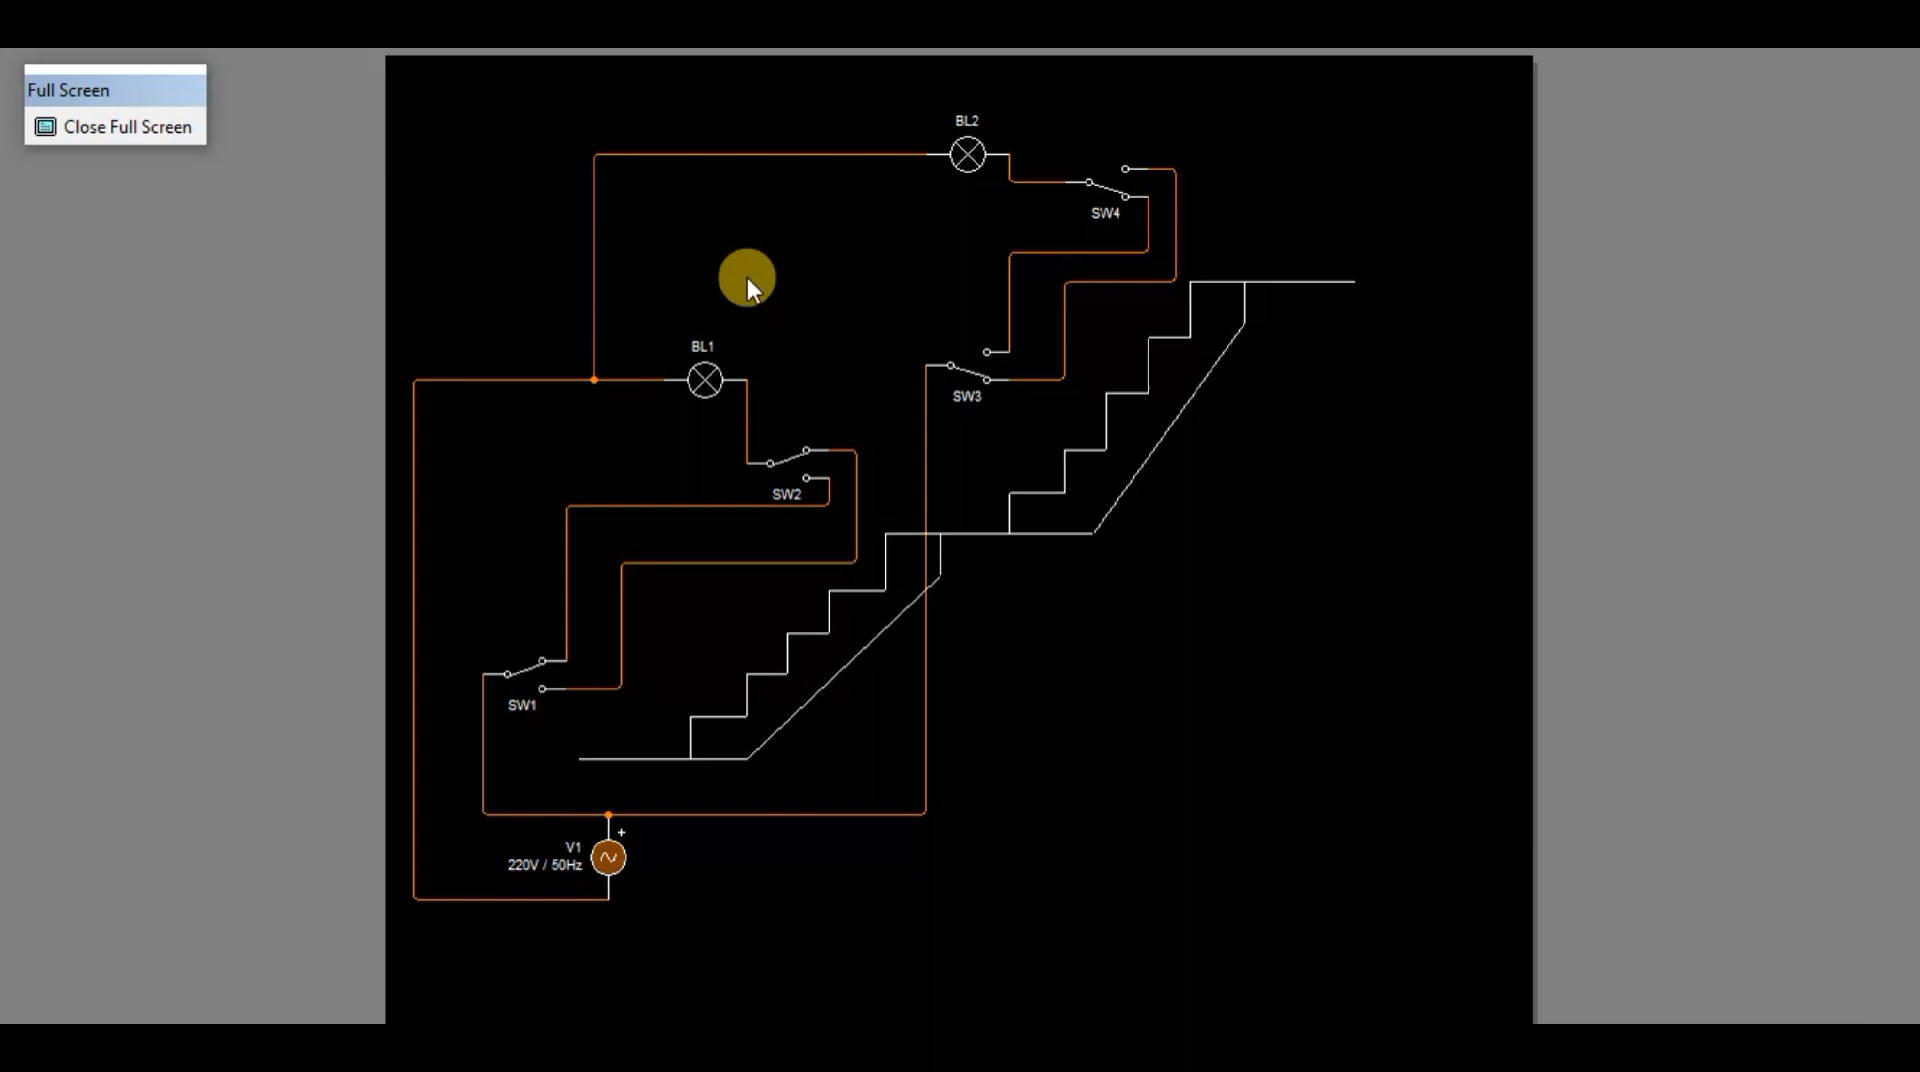 Full Screen
Close Full Screen
BL2
SW4
BL1
SW3
SW2
SW1
+
V1
220V / 50Hz